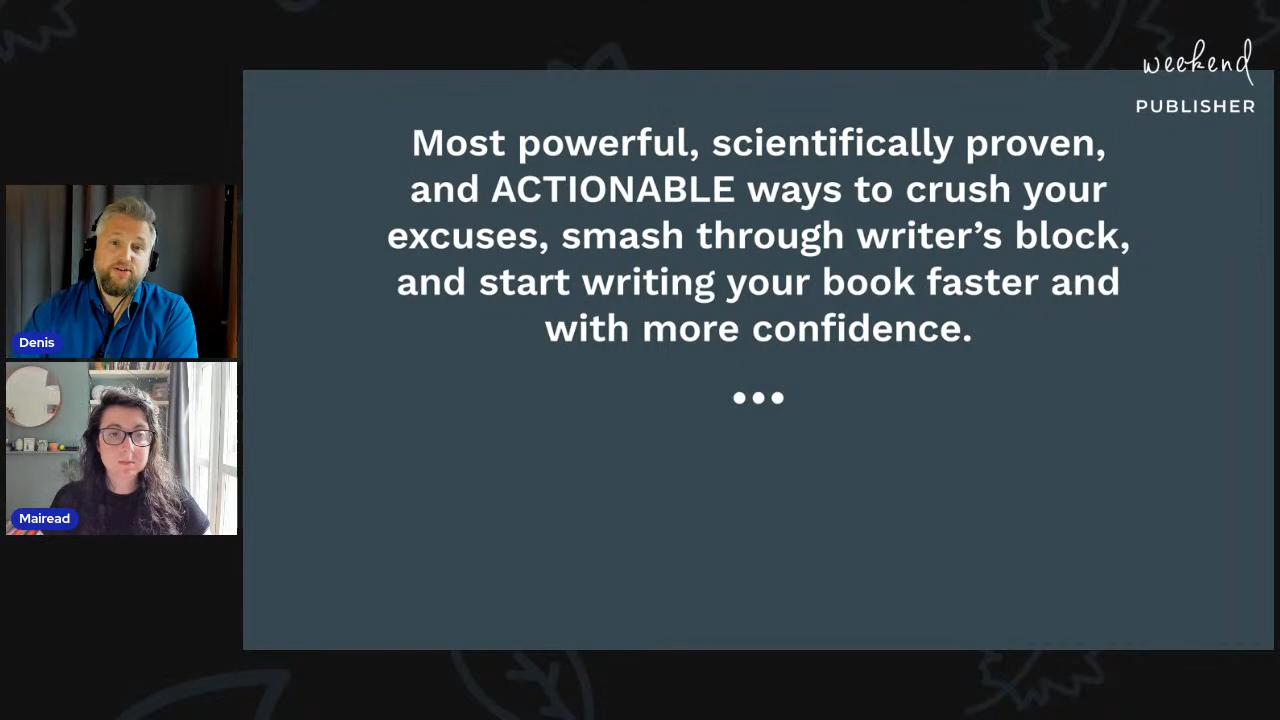 weekend
PUBLISHER
Most powerful, scientifically proven,
and ACTIONABLE ways to crush your
excuses, smash through writer’s block,
and start writing your book faster and
with more confidence.
•••
Denis
Mairead